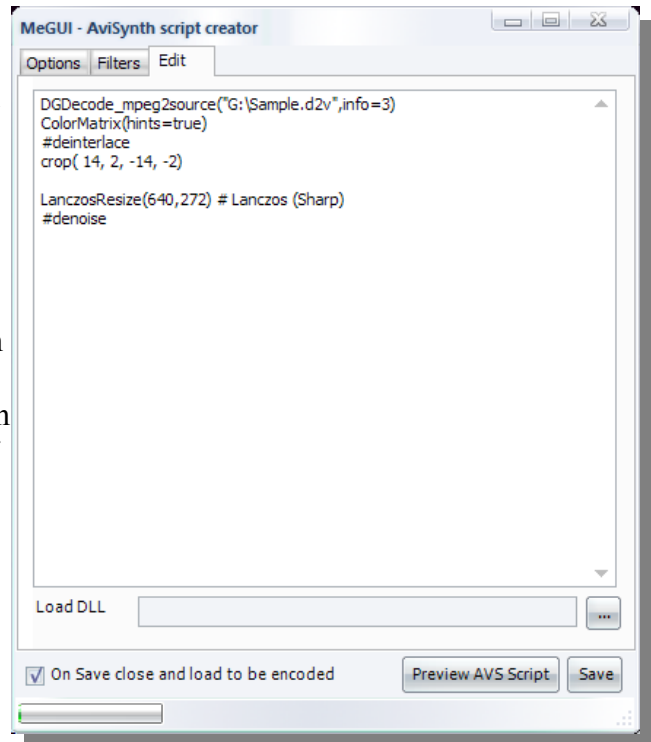 MeGUI - AviSynth script creator
Options Filters Edit
DGDecode_mpeg2source("G:\Sample.d2v",info=3)
ColorMatrix(hints=true)
#deinterlace
crop( 14, 2, -14, -2)
LanczosResize(640,272) # Lanczos (Sharp)
#denoise
Load DLL ...
On Save close and load to be encoded Preview AVS Script Save